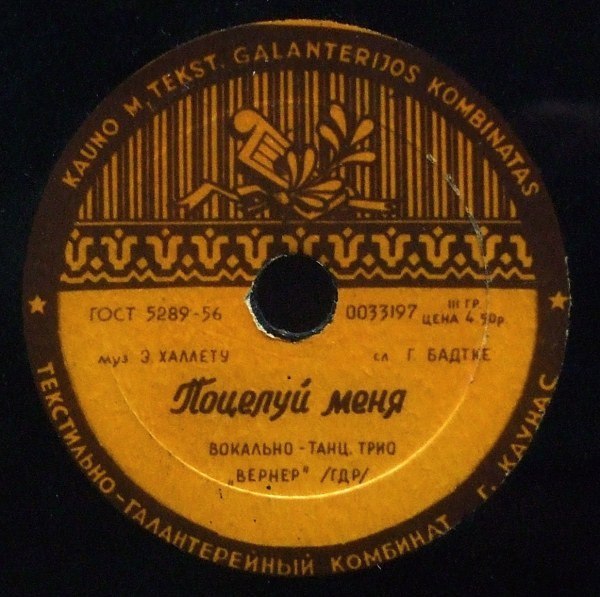 KAUNO M. TEKST. GALANTERIJOS KOMBINATAS
ГОСТ 5289-56
0033197
III ГР.
ЦЕНА 4.50р
муз Э. ХАЛЛЕТУ
сл Г. БАДТКЕ
Поцелуй меня
ВОКАЛЬНО-ТАНЦ. ТРИО
„ВЕРНЕР" /ГДР/
ТЕКСТИЛЬНО-ГАЛАНТЕРЕЙНЫЙ КОМБИНАТ Г. КАУНАС